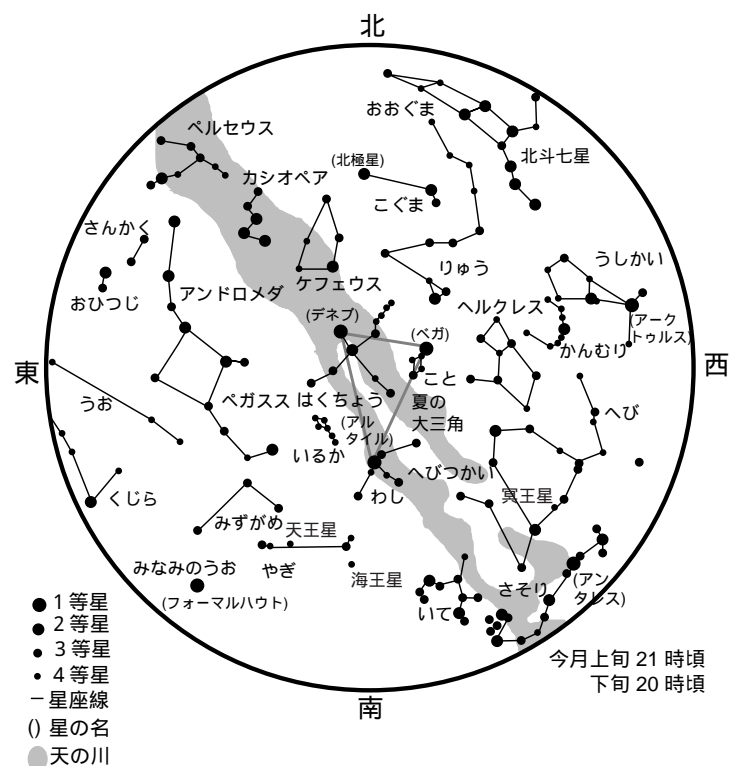 北
おおぐま
ペルセウス
北斗七星
(北極星)
カシオペア
こぐま
さんかく
うしかい
りゅう
ケフェウス
アンドロメダ
おひつじ
ヘルクレス
(デネブ)
(アーク
トゥルス)
(ベガ)
かんむり
東
西
こと
うお
ペガスス
はくちょう
夏の
大三角
へび
(アル
タイル)
いるか
へびつかい
くじら
わし
冥王星
みずがめ
天王星
みなみのうお
やぎ
海王星
(フォーマルハウト)
さそり
(アン
タレス)
いて
1等星
2等星
3等星
4等星
星座線
() 星の名
天の川
今月上旬 21 時頃
下旬 20 時頃
南